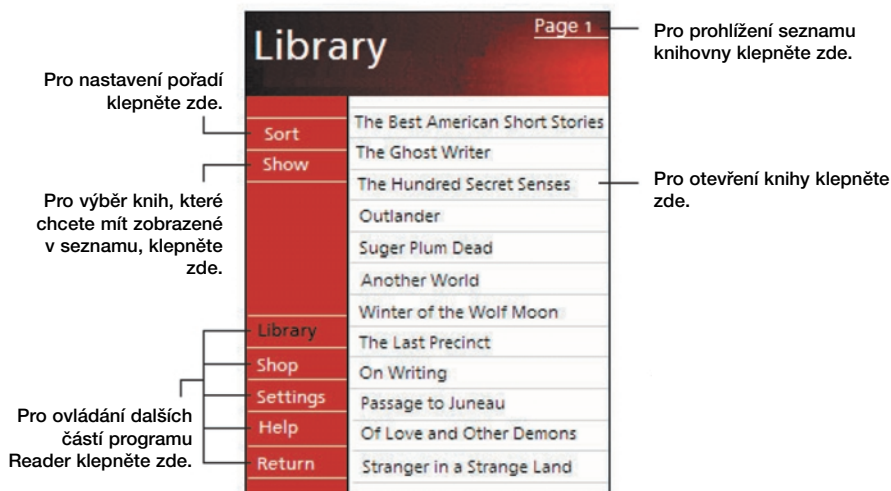 Library
Page 1
Pro prohlížení seznamu
knihovny klepněte zde.
Pro nastavení pořadí
klepněte zde.
Sort
Show
Pro výběr knih, které
chcete mít zobrazené
v seznamu, klepněte
zde.
The Best American Short Stories
The Ghost Writer
The Hundred Secret Senses
Outlander
Suger Plum Dead
Another World
Winter of the Wolf Moon
The Last Precinct
On Writing
Passage to Juneau
Of Love and Other Demons
Stranger in a Strange Land
Pro otevření knihy klepněte
zde.
Library
Shop
Settings
Help
Return
Pro ovládání dalších
částí programu
Reader klepněte zde.